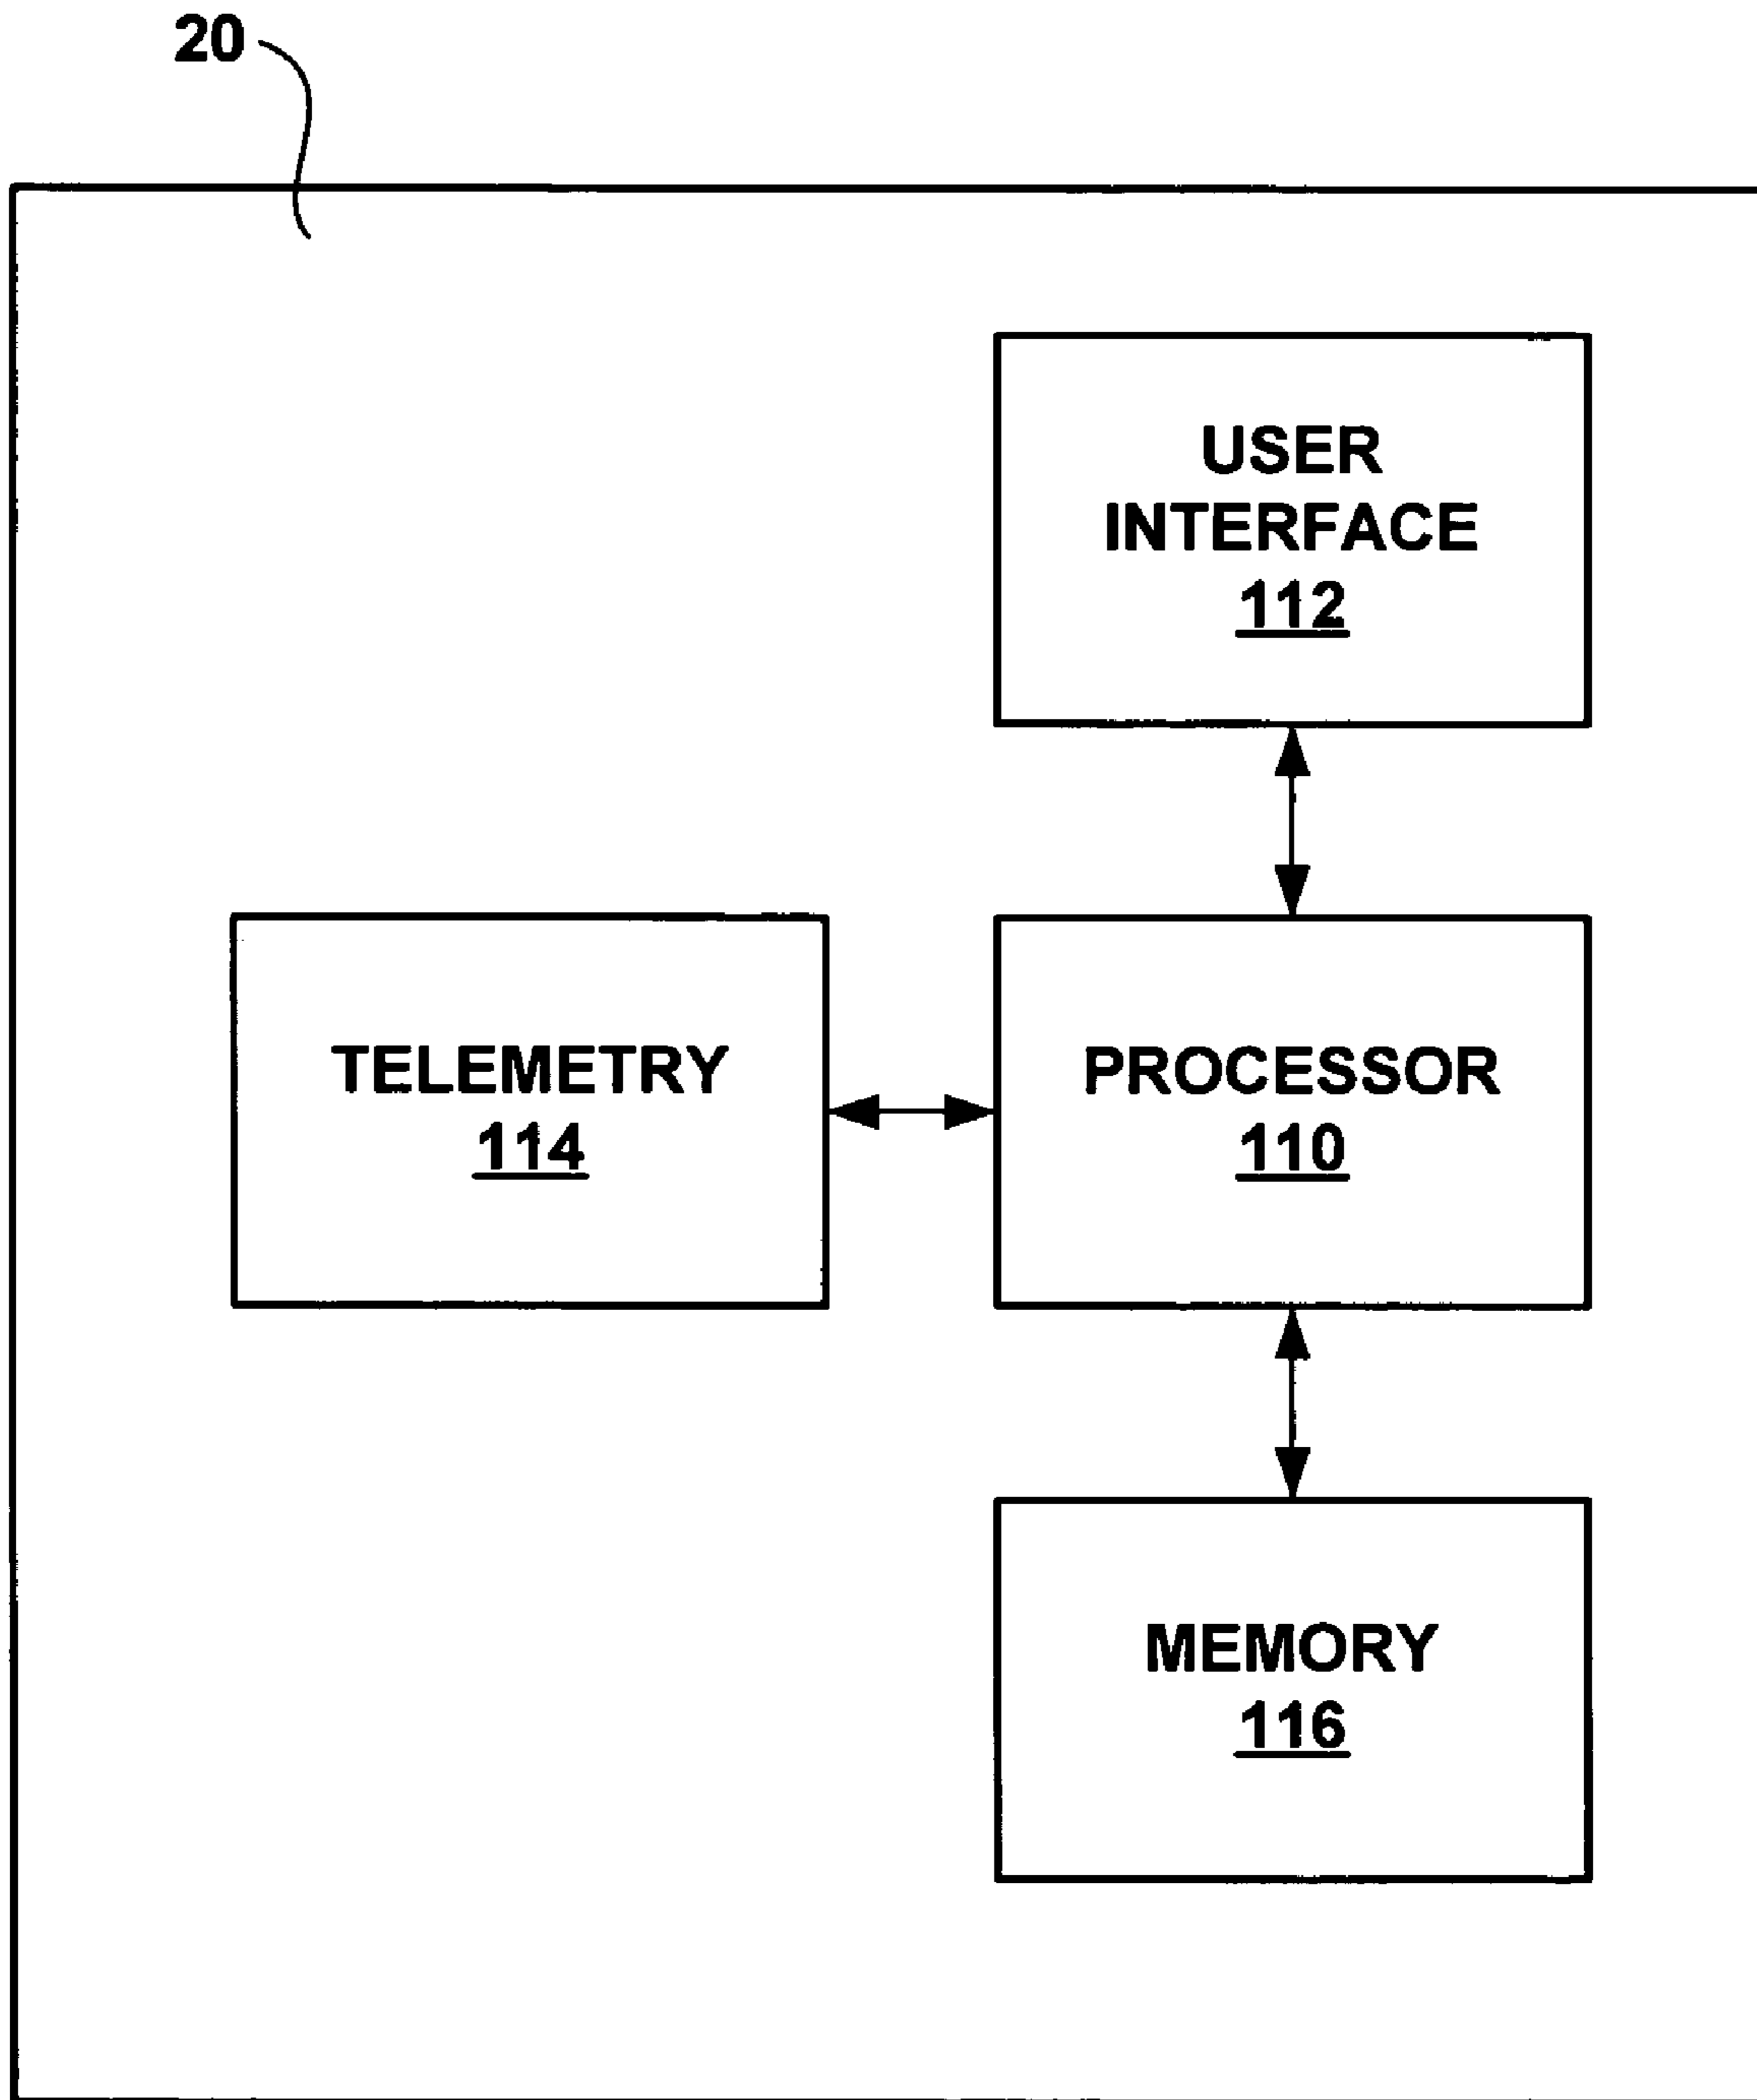 20
USER
INTERFACE
112
TELEMETRY
114
PROCESSOR
110
MEMORY
116